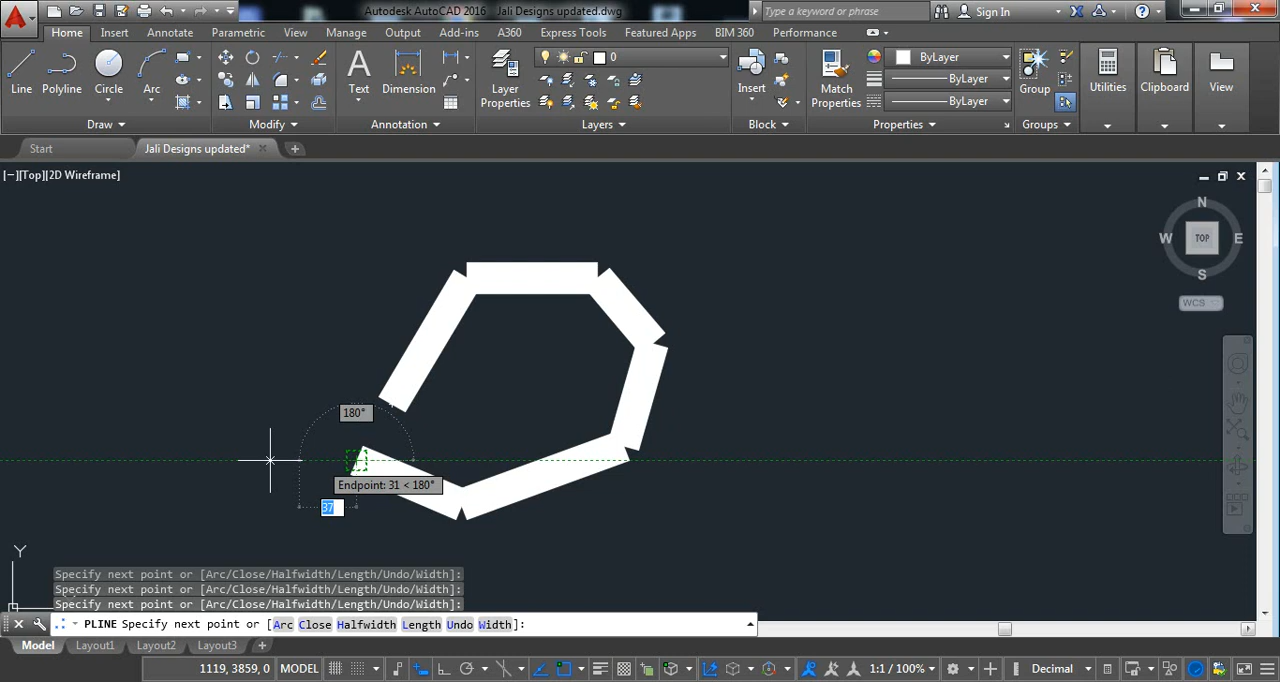 Autodesk AutoCAD 2016 Jali Designs updated.dwg
Type a keyword or phrase
Sign In
Home Insert Annotate Parametric View Manage Output Add-ins A360 Express Tools Featured Apps BIM 360 Performance
0
ByLayer
ByLayer
ByLayer
Line Polyline Circle Arc Text Dimension
Layer Properties
Insert
Match Properties
Group Utilities Clipboard View
Draw Modify Annotation Layers Block Properties Groups
Start Jali Designs updated*
[−][Top][2D Wireframe]
N
W TOP E
S
WCS
180°
Endpoint: 31 < 180°
37
Y
Specify next point or [Arc/Close/Halfwidth/Length/Undo/Width]:
Specify next point or [Arc/Close/Halfwidth/Length/Undo/Width]:
Specify next point or [Arc/Close/Halfwidth/Length/Undo/Width]:
PLINE Specify next point or [Arc Close Halfwidth Length Undo Width]:
Model Layout1 Layout2 Layout3
1119, 3859, 0 MODEL 1:1 / 100% Decimal